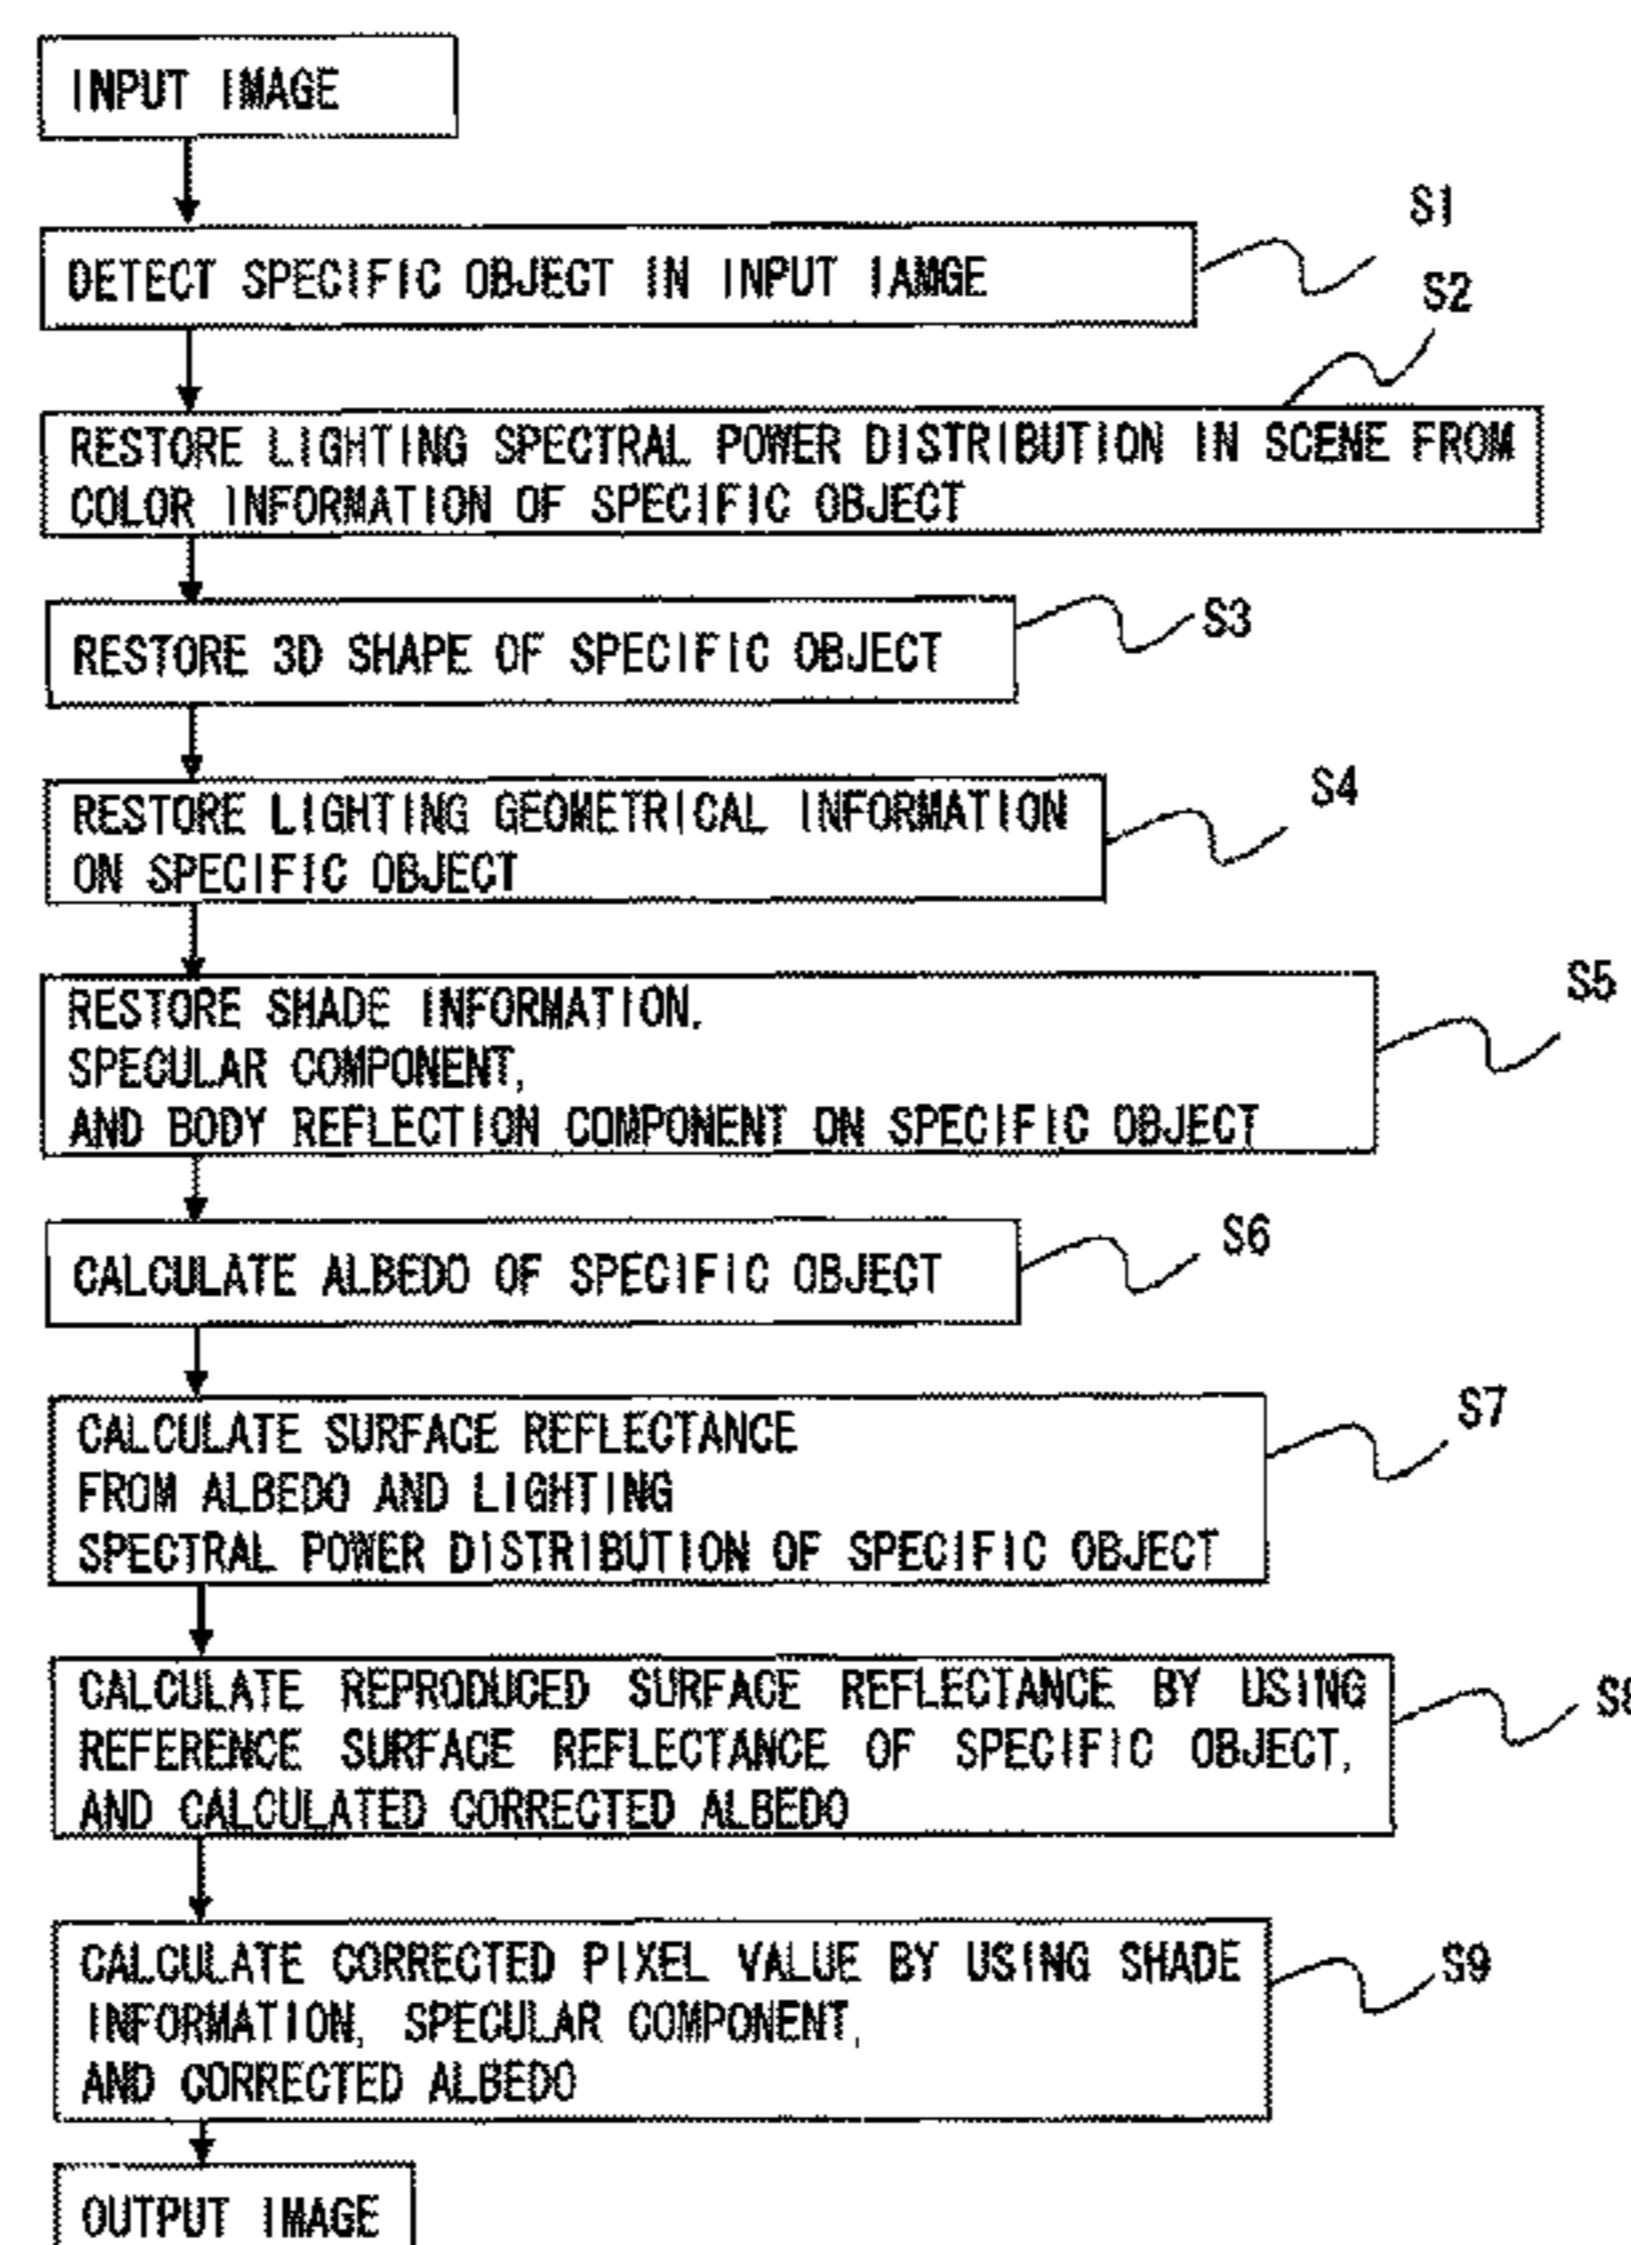 INPUT IMAGE
S1
DETECT SPECIFIC OBJECT IN INPUT IAMGE
S2
RESTORE LIGHTING SPECTRAL POWER DISTRIBUTION IN SCENE FROM
COLOR INFORMATION OF SPECIFIC OBJECT
S3
RESTORE 3D SHAPE OF SPECIFIC OBJECT
S4
RESTORE LIGHTING GEOMETRICAL INFORMATION
ON SPECIFIC OBJECT
S5
RESTORE SHADE INFORMATION,
SPECULAR COMPONENT,
AND BODY REFLECTION COMPONENT ON SPECIFIC OBJECT
S6
CALCULATE ALBEDO OF SPECIFIC OBJECT
S7
CALCULATE SURFACE REFLECTANCE
FROM ALBEDO AND LIGHTING
SPECTRAL POWER DISTRIBUTION OF SPECIFIC OBJECT
S8
CALCULATE REPRODUCED SURFACE REFLECTANCE BY USING
REFERENCE SURFACE REFLECTANCE OF SPECIFIC OBJECT,
AND CALCULATED CORRECTED ALBEDO
S9
CALCULATE CORRECTED PIXEL VALUE BY USING SHADE
INFORMATION, SPECULAR COMPONENT,
AND CORRECTED ALBEDO
OUTPUT IMAGE